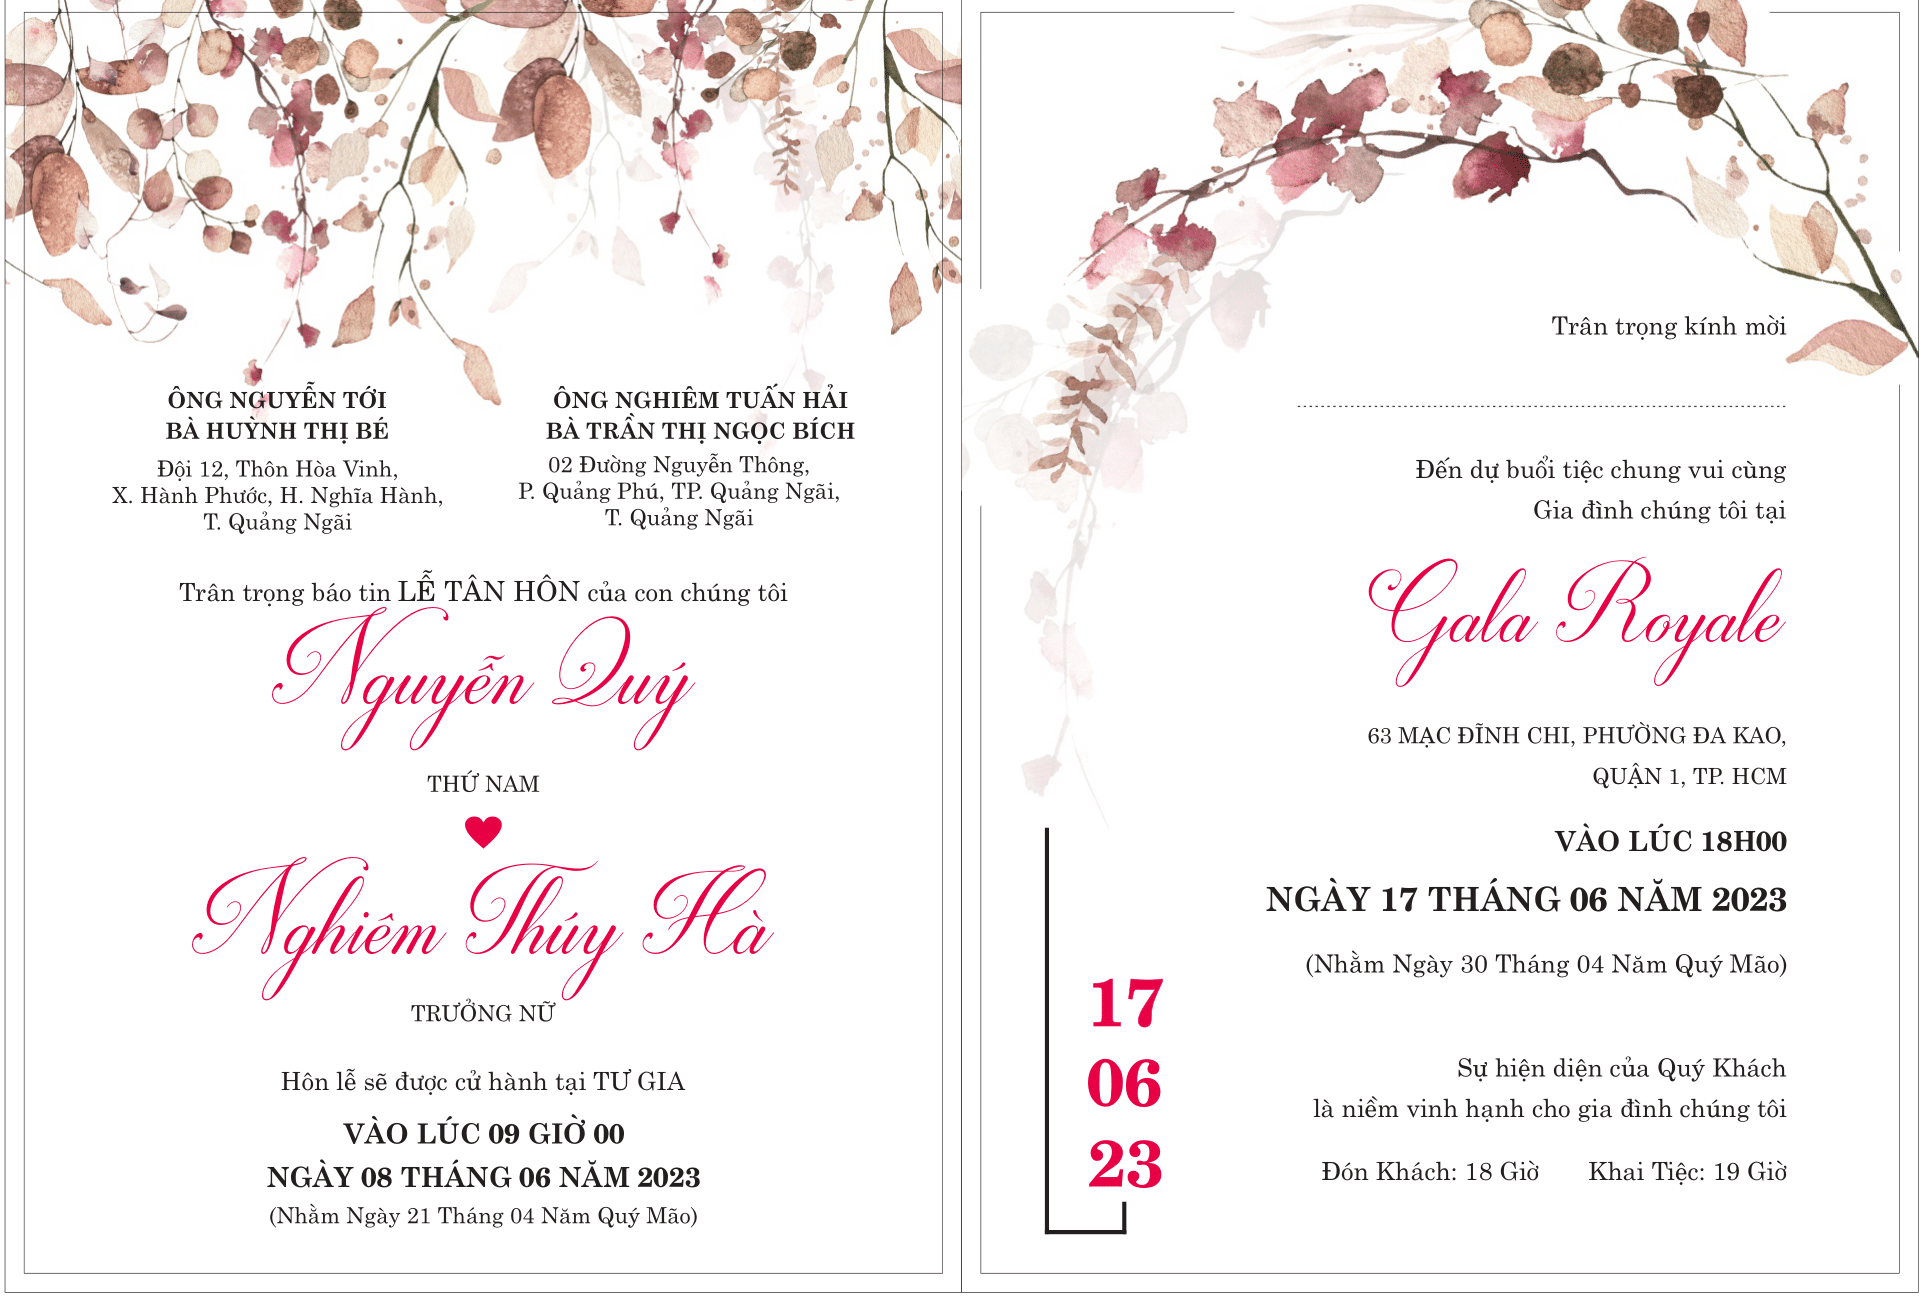 ÔNG NGUYỄN TỚI
BÀ HUỲNH THỊ BÉ
Đội 12, Thôn Hòa Vinh,
X. Hành Phước, H. Nghĩa Hành,
T. Quảng Ngãi
ÔNG NGHIÊM TUẤN HẢI
BÀ TRẦN THỊ NGỌC BÍCH
02 Đường Nguyễn Thông,
P. Quảng Phú, TP. Quảng Ngãi,
T. Quảng Ngãi
Trân trọng báo tin LỄ TÂN HÔN của con chúng tôi
Nguyễn Quý
THỨ NAM
Nghiêm Thúy Hà
TRƯỞNG NỮ
Hôn lễ sẽ được cử hành tại TƯ GIA
VÀO LÚC 09 GIỜ 00
NGÀY 08 THÁNG 06 NĂM 2023
(Nhằm Ngày 21 Tháng 04 Năm Quý Mão)
Trân trọng kính mời
Đến dự buổi tiệc chung vui cùng
Gia đình chúng tôi tại
Gala Royale
63 MẠC ĐĨNH CHI, PHƯỜNG ĐA KAO,
QUẬN 1, TP. HCM
VÀO LÚC 18H00
NGÀY 17 THÁNG 06 NĂM 2023
(Nhằm Ngày 30 Tháng 04 Năm Quý Mão)
17
06
23
Sự hiện diện của Quý Khách
là niềm vinh hạnh cho gia đình chúng tôi
Đón Khách: 18 Giờ Khai Tiệc: 19 Giờ